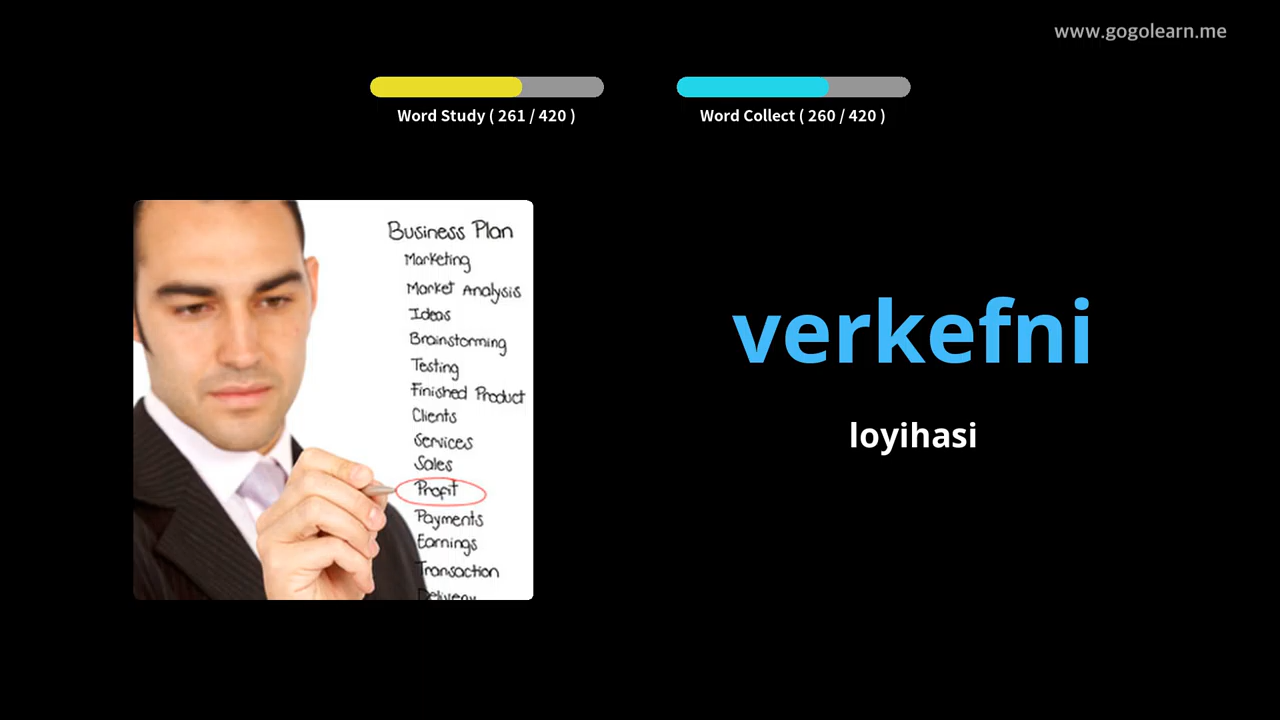 www.gogolearn.me
Word Study ( 261 / 420 )
Word Collect ( 260 / 420 )
Business Plan
Marketing
Market Analysis
Ideas
Brainstorming
Testing
Finished Product
Clients
Services
Sales
Profit
Payments
Earnings
Transaction
Delivery
verkefni
loyihasi